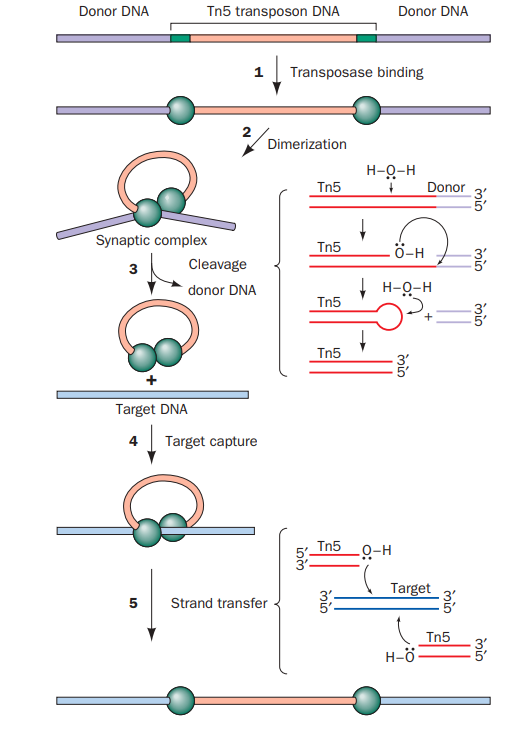 Donor DNA Tn5 transposon DNA Donor DNA
1 Transposase binding
2
Dimerization
Synaptic complex
3 Cleavage
donor DNA
H–O–H
Tn5 Donor 3′
5′
Tn5 O–H 3′
5′
H–O–H
Tn5 + 3′
5′
Tn5 3′
5′
+
Target DNA
4 Target capture
5 Strand transfer
5′ Tn5 O–H
3′
Target
3′ 3′
5′ 5′
Tn5 3′
H–O 5′